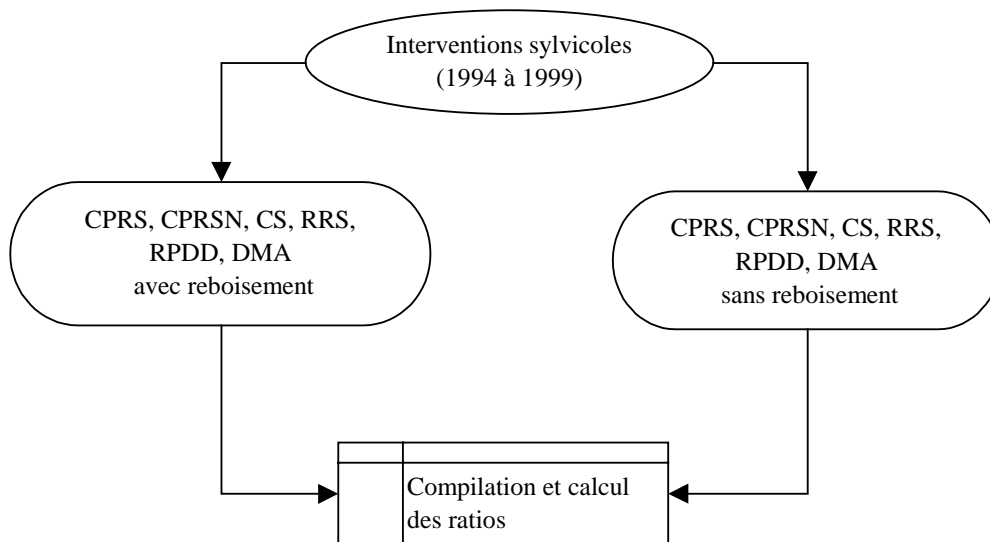 Interventions sylvicoles
(1994 à 1999)
CPRS, CPRSN, CS, RRS,
RPDD, DMA
avec reboisement
CPRS, CPRSN, CS, RRS,
RPDD, DMA
sans reboisement
Compilation et calcul
des ratios